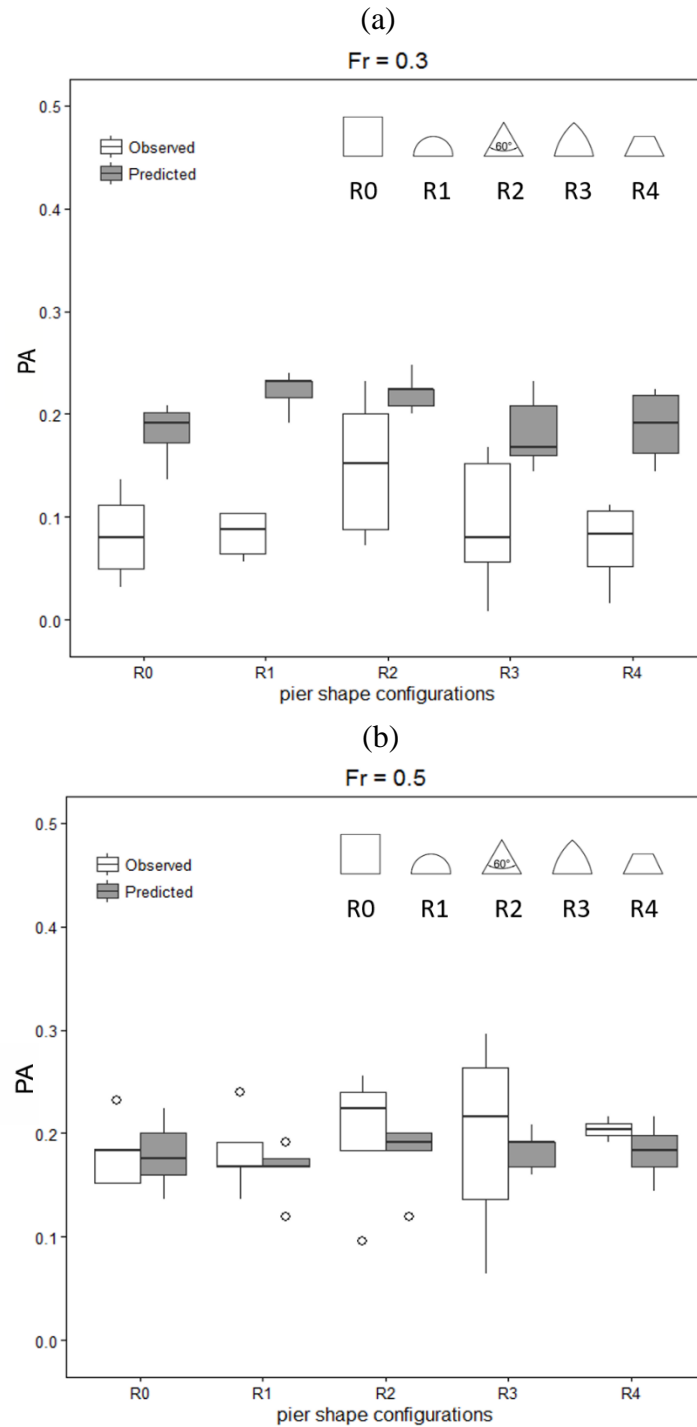 (a)
Fr = 0.3
0.5
0.4
0.3
0.2
0.1
0.0
PA
Observed
Predicted
60°
R0 R1 R2 R3 R4
R0 R1 R2 R3 R4
pier shape configurations
(b)
Fr = 0.5
0.5
0.4
0.3
0.2
0.1
0.0
PA
Observed
Predicted
60°
R0 R1 R2 R3 R4
R0 R1 R2 R3 R4
pier shape configurations